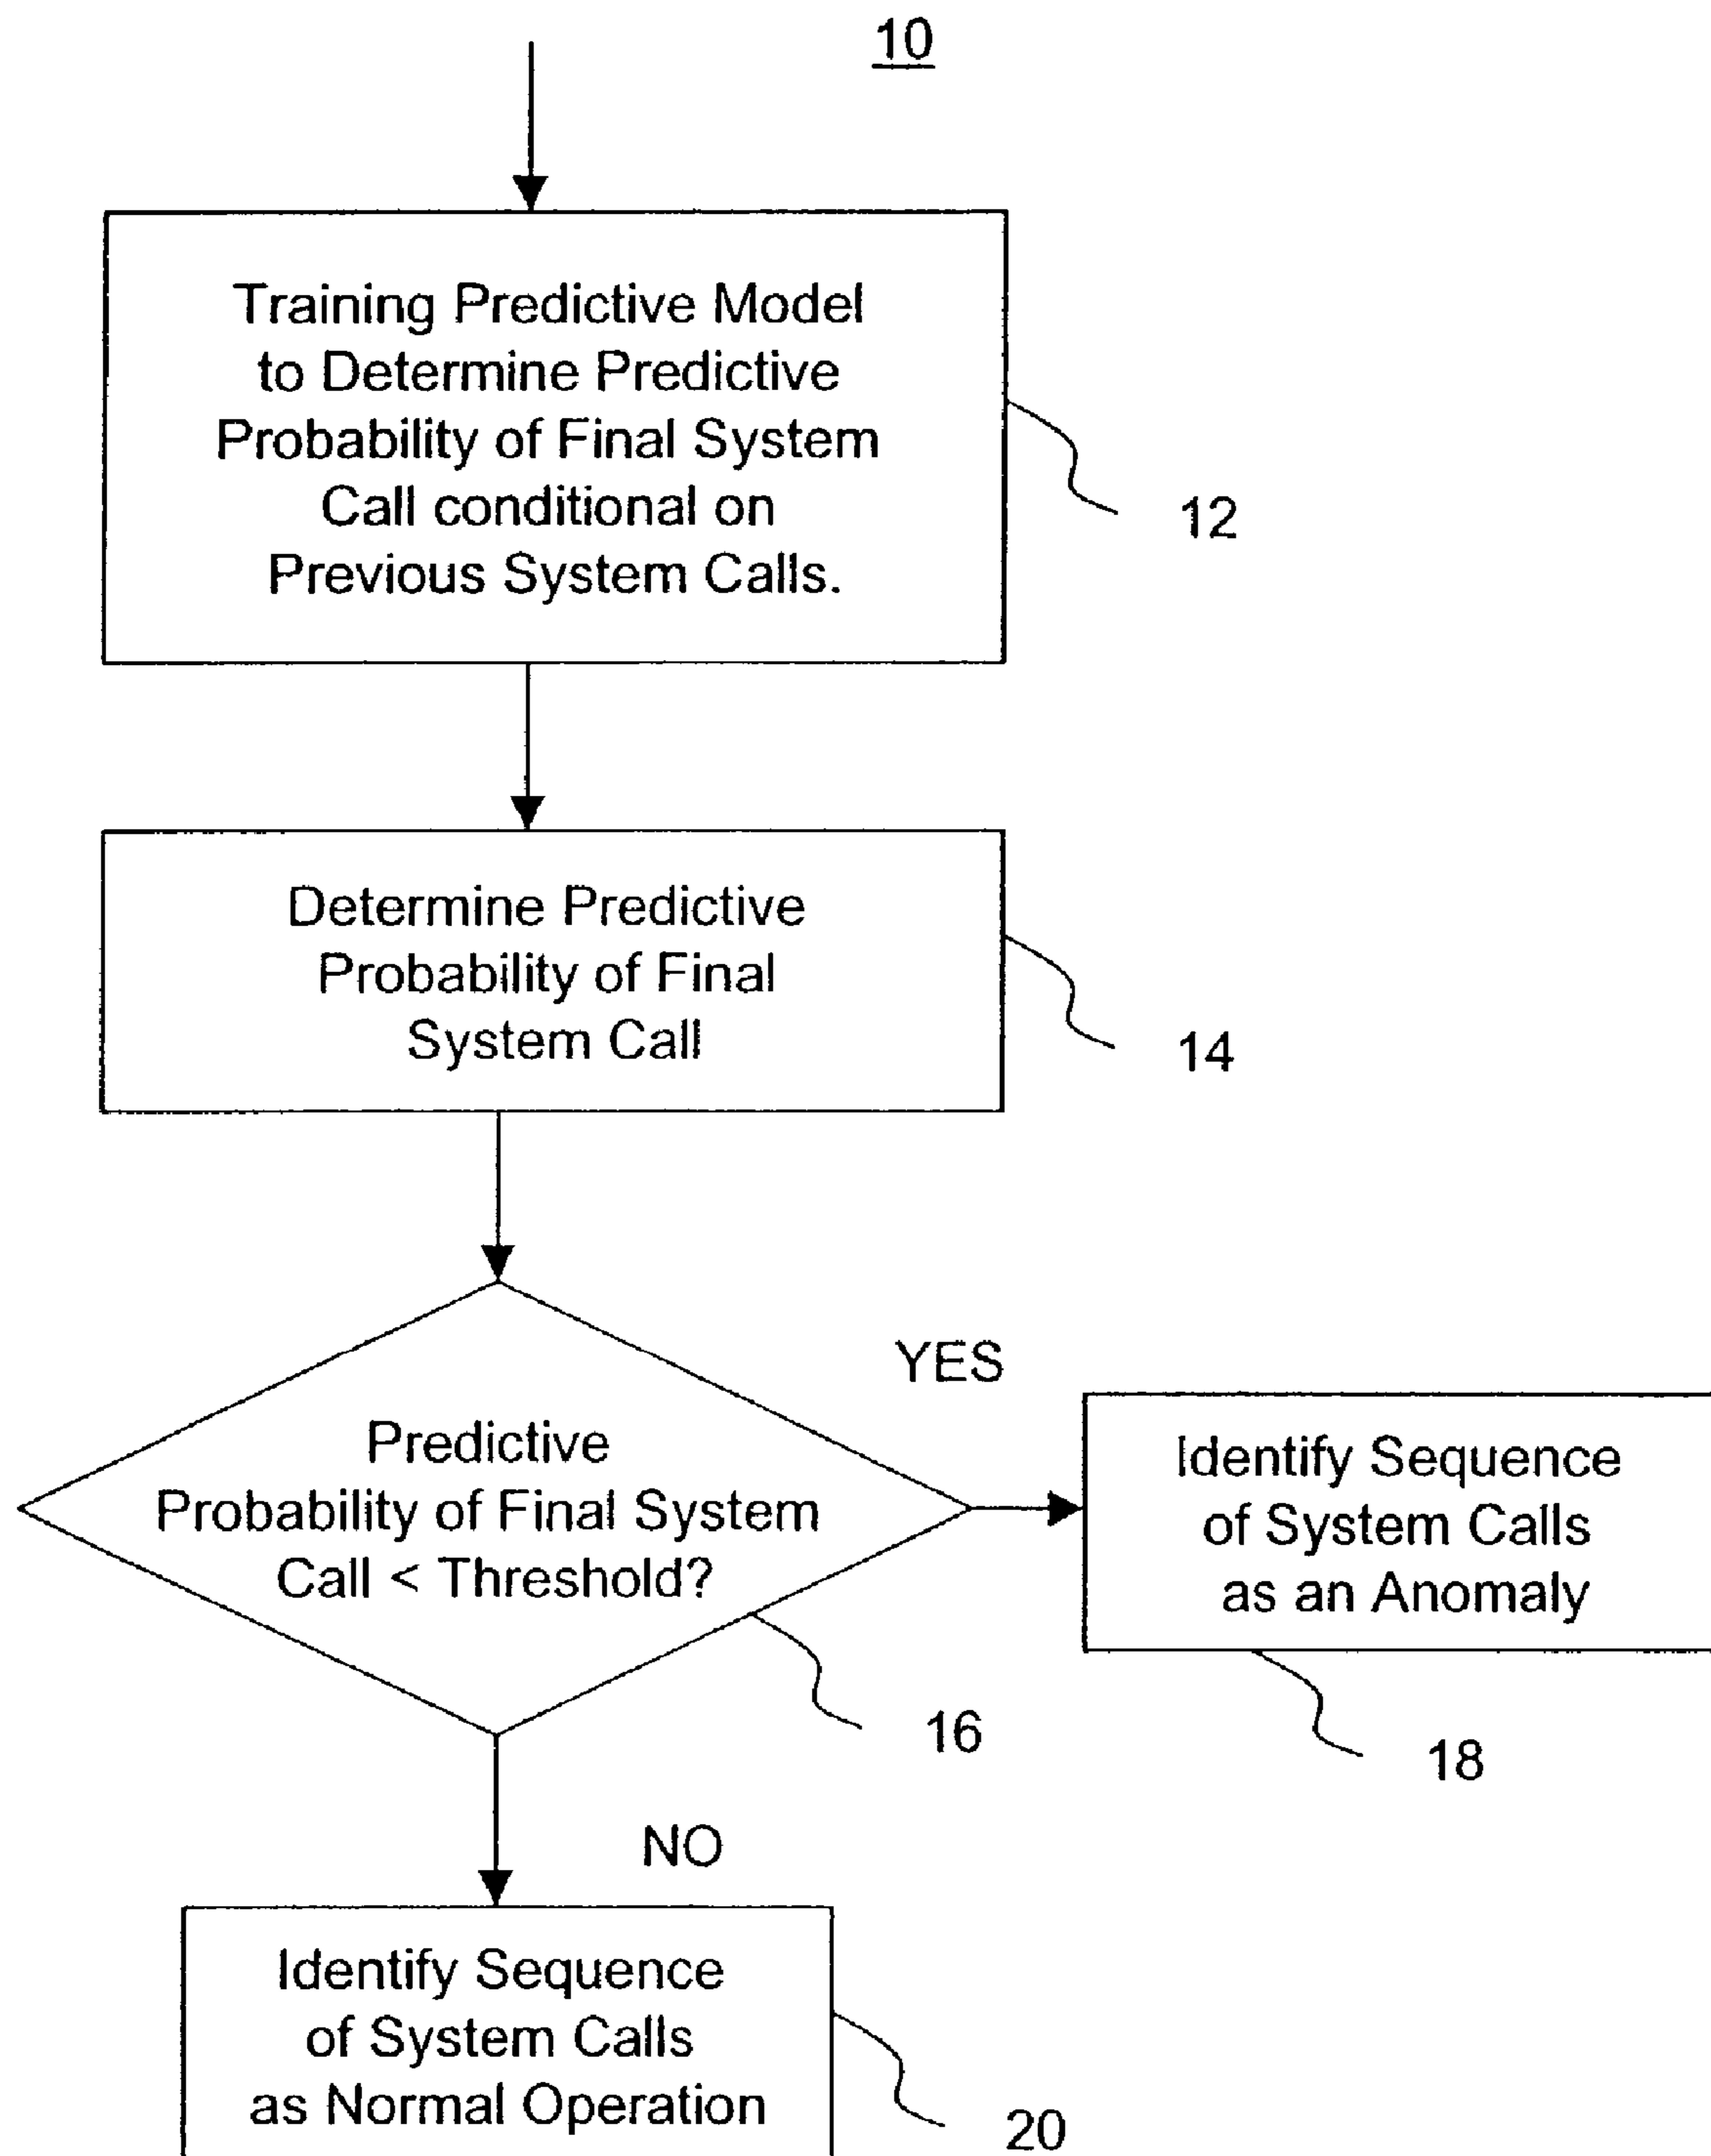 10
Training Predictive Model
to Determine Predictive
Probability of Final System
Call conditional on
Previous System Calls.
12
Determine Predictive
Probability of Final
System Call
14
YES
Predictive
Probability of Final System
Call < Threshold?
16
Identify Sequence
of System Calls
as an Anomaly
18
NO
Identify Sequence
of System Calls
as Normal Operation
20